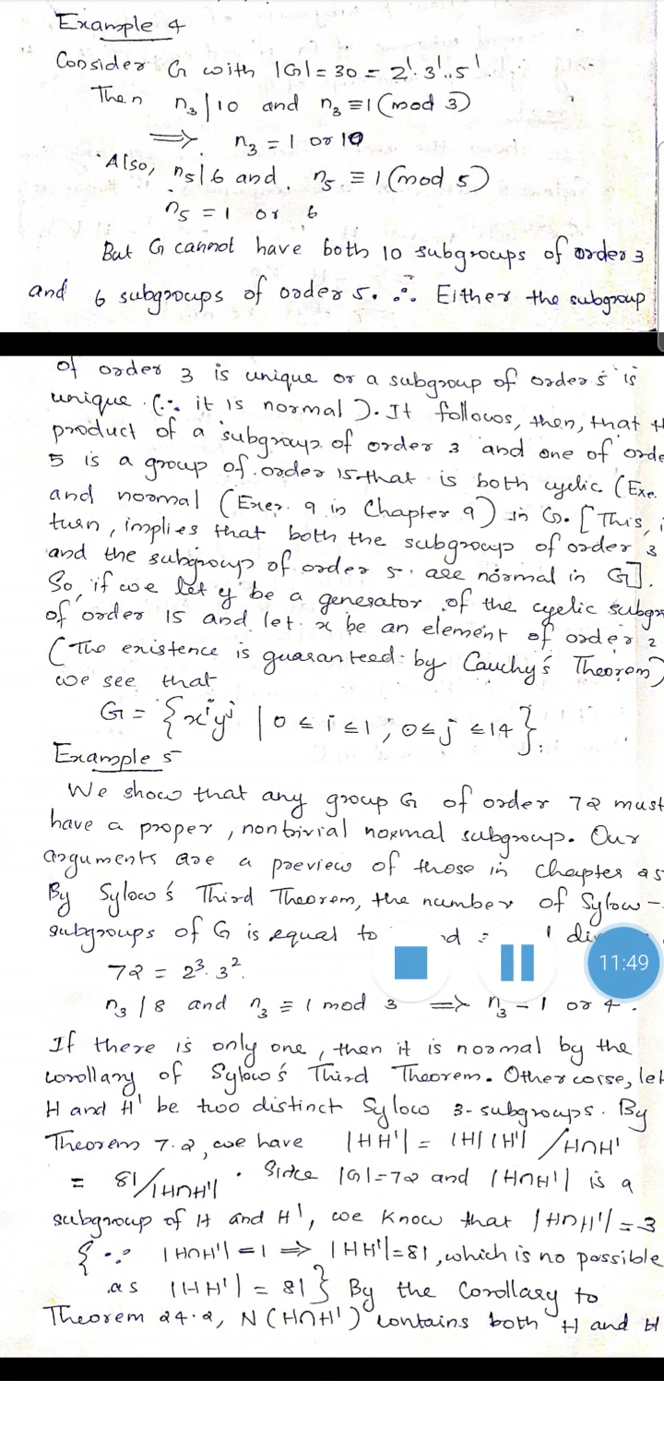 Example 4
Consider G with |G| = 30 = 2¹. 3¹..5¹
Then n₃|10 and n₃ ≡ 1 (mod 3)
⟹ n₃ = 1 or 10
Also, n₅|6 and n₅ ≡ 1 (mod 5)
n₅ = 1 or 6
But G cannot have both 10 subgroups of order 3
and 6 subgroups of order 5. ∴ Either the subgroup
of order 3 is unique or a subgroup of order 5 is
unique. (∴ it is normal). It follows, then, that
product of a subgroup of order 3 and one of orde
5 is a group of order 15 that is both cyclic (Exe.
and normal (Exer. 9 in Chapter 9) in G. [This,
turn, implies that both the subgroup of order 3
and the subgroup of order 5. are normal in G].
So, if we let y be a generator of the cyclic subgr
of order 15 and let x be an element of order 2
(The existence is guaranteed by Cauchy's Theorem)
we see that
G = {xⁱyʲ | 0 ≤ i ≤ 1 ; 0 ≤ j ≤ 14}.
Example 5
We show that any group G of order 72 must
have a proper, nontrivial normal subgroup. Our
arguments are a preview of those in chapter 25
By Sylow's Third Theorem, the number of Sylow-
subgroups of G is equal to
11:49
72 = 2³. 3².
n₃ | 8 and n₃ ≡ 1 mod 3 ⟹ n₃ = 1 or 4.
If there is only one, then it is normal by the
corollary of Sylow's Third Theorem. Othercosse, let
H and H' be two distinct Sylow 3-subgroups. By
Theorem 7.2, we have |HH'| = |H| |H'| /H∩H'
= 81/|H∩H'| . Since |G|=72 and |H∩H'| is a
subgroup of H and H', we know that |H∩H'| = 3
{∵ |H∩H'| = 1 ⟹ |HH'| = 81, which is no possible
as |HH'| = 81} By the Corollary to
Theorem 24.2, N(H∩H') contains both H and H